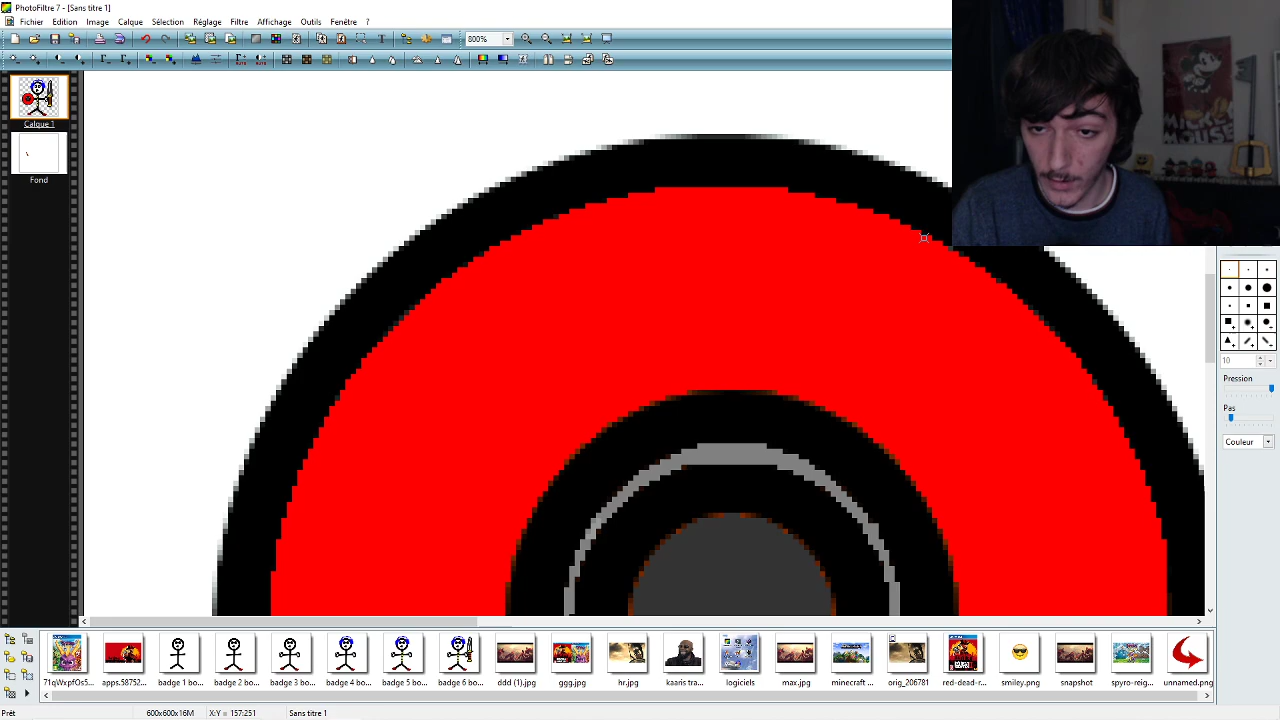 PhotoFiltre 7 - [Sans titre 1]
Fichier Edition Image Calque Sélection Réglage Filtre Affichage Outils Fenêtre ?
800%
Calque 1
Fond
MICKEY
MOUSE
10
Pression
Pas
Couleur
71qWxpfOs5... apps.58752... badge 1 bo... badge 2 bo... badge 3 bo... badge 4 bo... badge 5 bo... badge 6 bo... ddd (1).jpg ggg.jpg hr.jpg kaaris tra... logiciels max.jpg minecraft ... orig_206781 red-dead-r... smiley.png snapshot spyro-reig... unnamed.png
Prêt 600x600x16M X:Y = 157:251 Sans titre 1